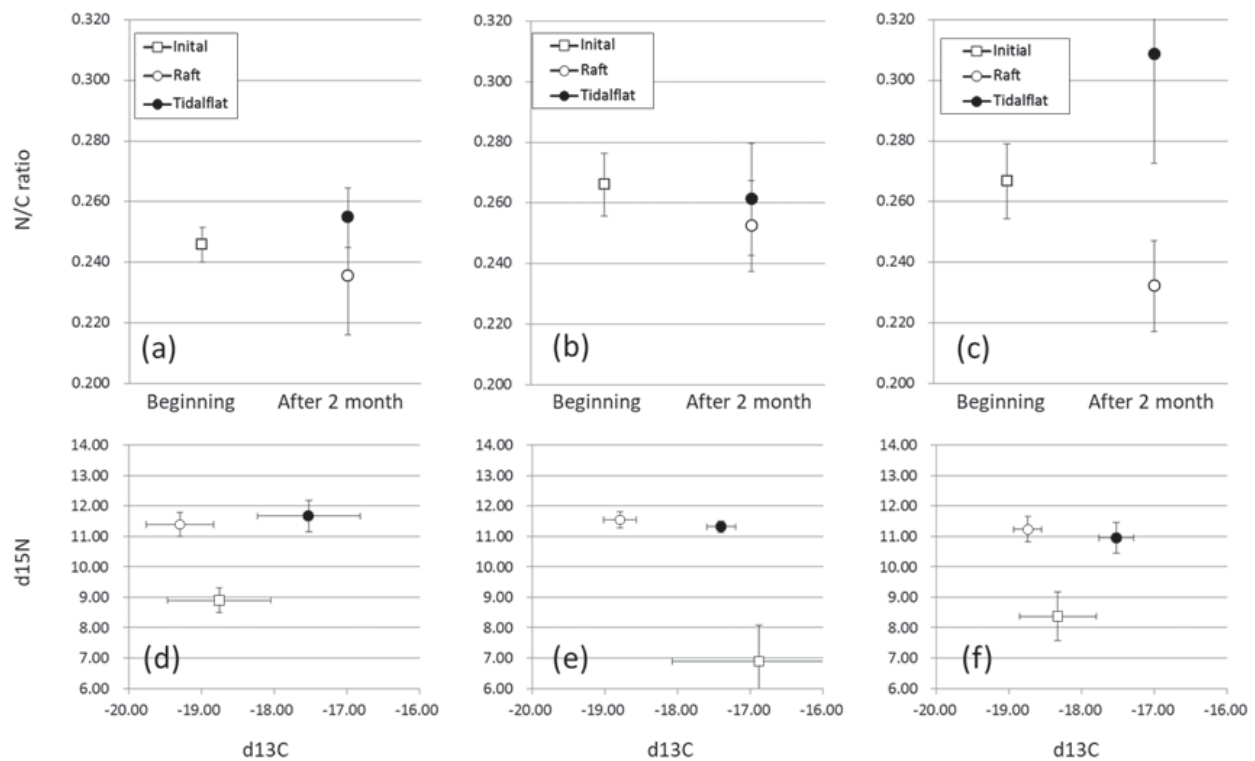 N/C ratio
0.320
0.300
0.280
0.260
0.240
0.220
0.200
Inital
Raft
Tidalflat
(a)
Beginning
After 2 month
0.320
0.300
0.280
0.260
0.240
0.220
0.200
Inital
Raft
Tidalflat
(b)
Beginning
After 2 month
0.320
0.300
0.280
0.260
0.240
0.220
0.200
Initial
Raft
Tidalflat
(c)
Beginning
After 2 month
d15N
14.00
13.00
12.00
11.00
10.00
9.00
8.00
7.00
6.00
(d)
-20.00
-19.00
-18.00
-17.00
-16.00
d13C
14.00
13.00
12.00
11.00
10.00
9.00
8.00
7.00
6.00
(e)
-20.00
-19.00
-18.00
-17.00
-16.00
d13C
14.00
13.00
12.00
11.00
10.00
9.00
8.00
7.00
6.00
(f)
-20.00
-19.00
-18.00
-17.00
-16.00
d13C